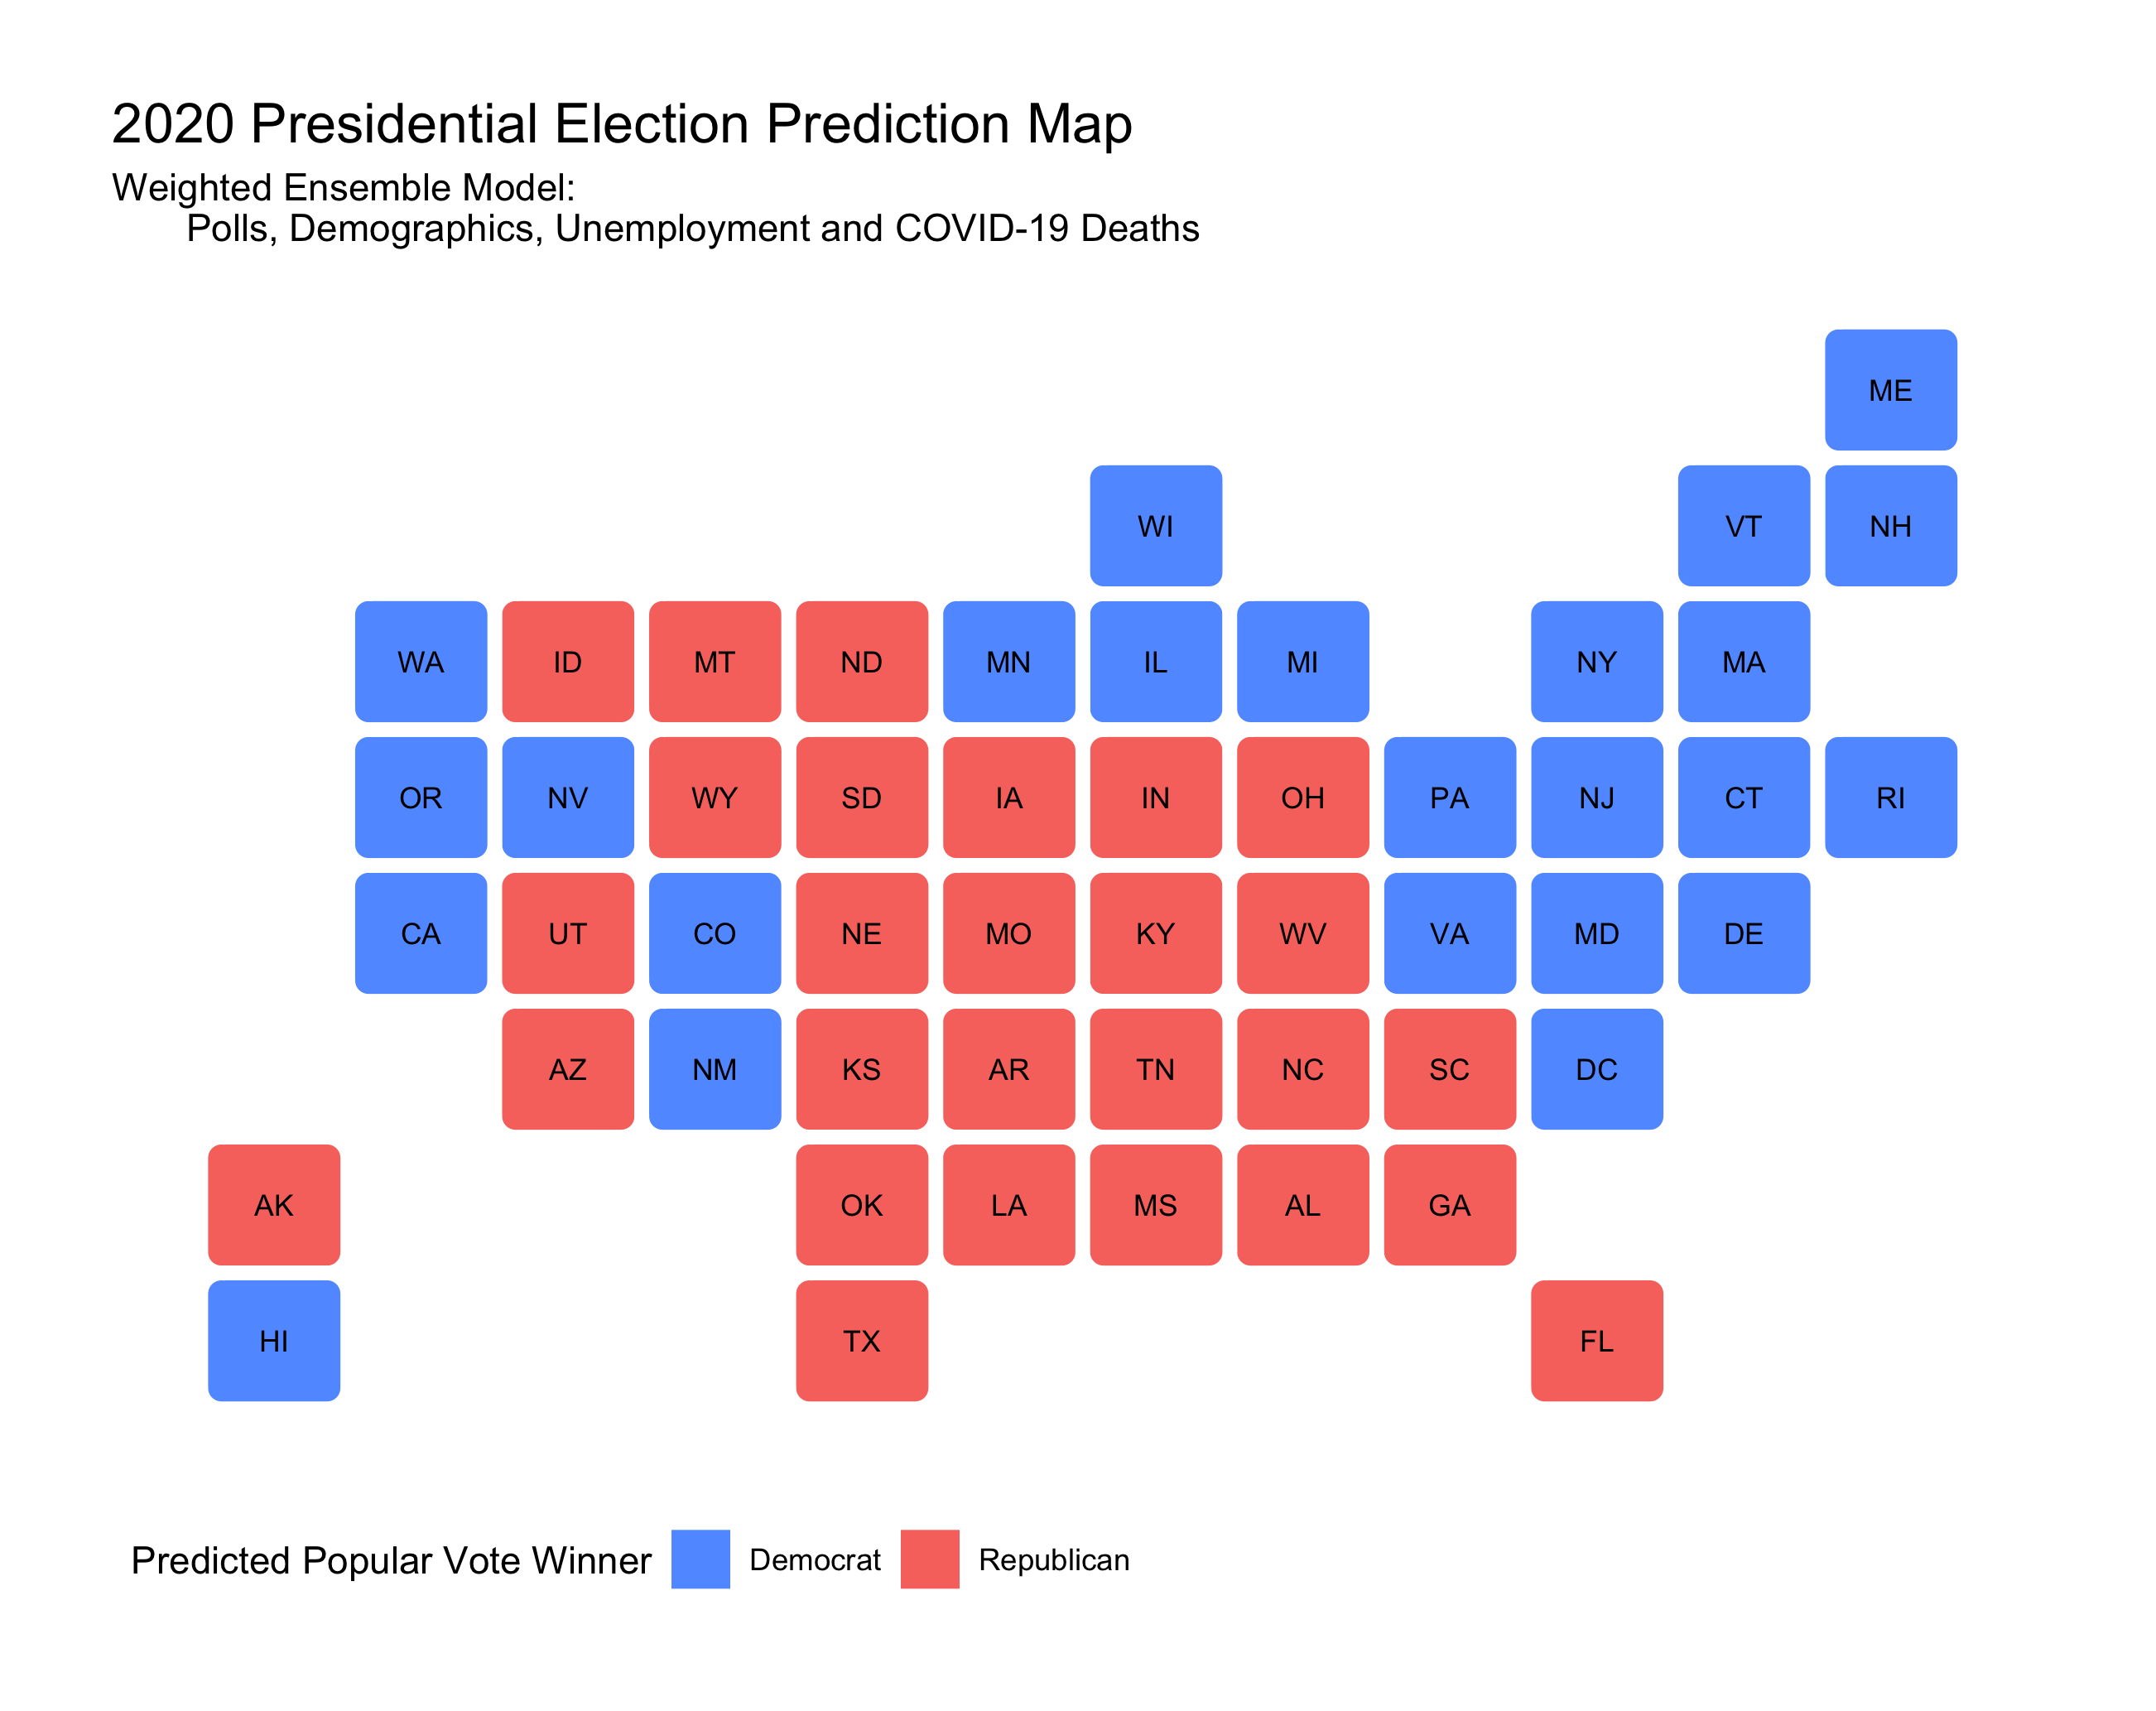 2020 Presidential Election Prediction Map
Weighted Ensemble Model:
Polls, Demographics, Unemployment and COVID-19 Deaths
ME
WI VT NH
WA ID MT ND MN IL MI NY MA
OR NV WY SD IA IN OH PA NJ CT RI
CA UT CO NE MO KY WV VA MD DE
AZ NM KS AR TN NC SC DC
AK OK LA MS AL GA
HI TX FL
Predicted Popular Vote Winner Democrat Republican